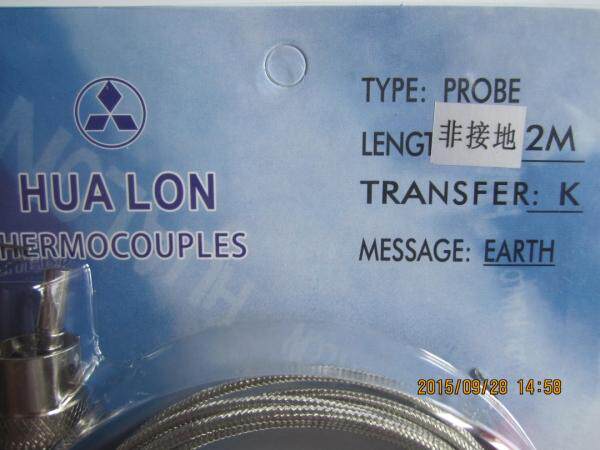 HUA LON
HERMOCOUPLES
TYPE: PROBE
LENGT 2M
非接地
TRANSFER: K
MESSAGE: EARTH
2015/09/28 14:58